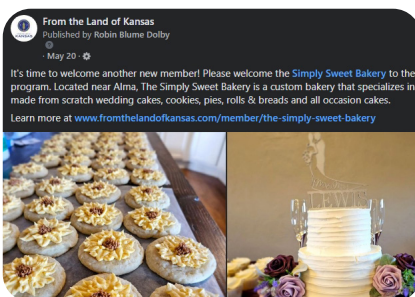 From the Land of Kansas
Published by Robin Blume Dolby
· May 20 ·
It's time to welcome another new member! Please welcome the Simply Sweet Bakery to the
program. Located near Alma, The Simply Sweet Bakery is a custom bakery that specializes in
made from scratch wedding cakes, cookies, pies, rolls & breads and all occasion cakes.
Learn more at www.fromthelandofkansas.com/member/the-simply-sweet-bakery